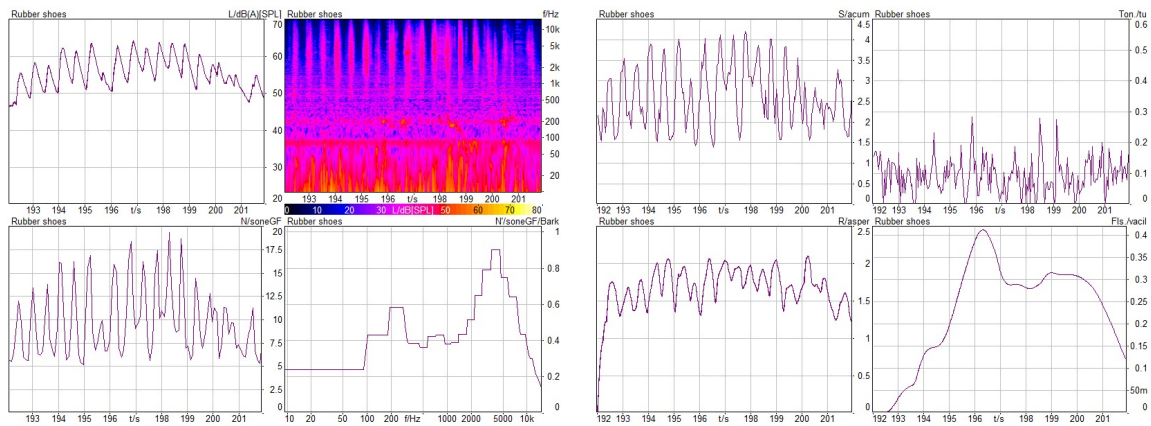 Rubber shoes L/dB(A)[SPL]
70
60
50
40
30
20
193 194 195 196 t/s 198 199 200 201
Rubber shoes f/Hz
10k
5k
2k
1k
500
200
100
50
20
193 194 195 196 t/s 198 199 200 201
0 10 20 30 L/dB[SPL] 50 60 70 80
Rubber shoes S/acum
4.5
4
3.5
3
2.5
2
1.5
1
0.5
0
192 193 194 195 196 t/s 198 199 200
Rubber shoes Ton./tu
0.6
0.5
0.4
0.3
0.2
0.1
0
192 193 194 195 196 t/s 198 199 200
Rubber shoes N/soneGF
20
17.5
15
12.5
10
7.5
5
2.5
0
193 194 195 196 t/s 198 199 200 201
Rubber shoes N'/soneGF/Bark
1
0.8
0.6
0.4
0.2
0
10 20 50 100 200 f/Hz 1000 2000 5000 10k
Rubber shoes R/asper
2.5
2
1.5
1
0.5
0
192 193 194 195 196 t/s 198 199 200
Rubber shoes Fls./vacil
0.4
0.35
0.3
0.25
0.2
0.15
0.1
50m
0
192 193 194 195 196 t/s 198 199 200